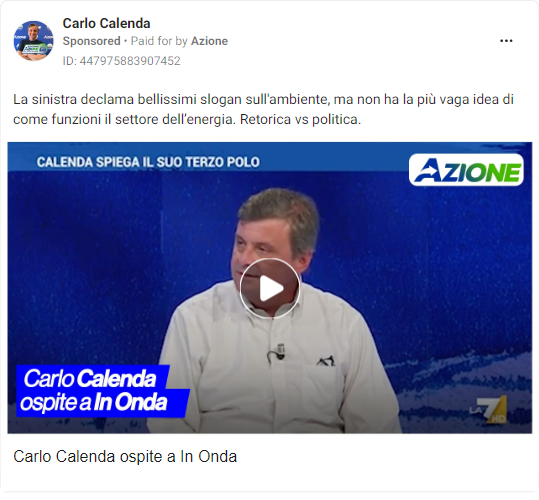 Carlo Calenda
Sponsored • Paid for by Azione
ID: 447975883907452
La sinistra declama bellissimi slogan sull'ambiente, ma non ha la più vaga idea di
come funzioni il settore dell'energia. Retorica vs politica.
CALENDA SPIEGA IL SUO TERZO POLO
AZIONE
Carlo Calenda
ospite a In Onda
LA7 HD
Carlo Calenda ospite a In Onda